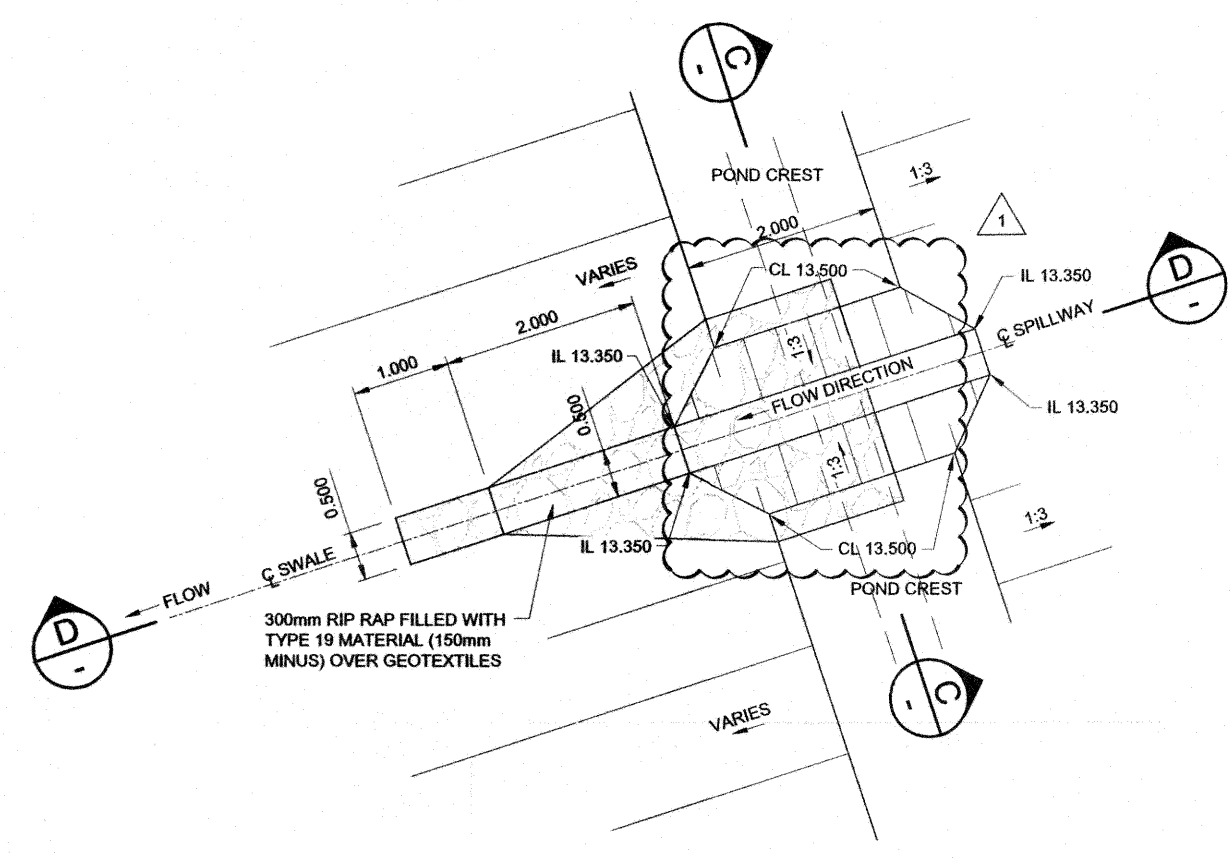 C
-
POND CREST
1:3
1
2.000
VARIES
CL 13.500
IL 13.350
D
-
2.000
1.000
IL 13.350
℄ SPILLWAY
1:3
FLOW DIRECTION
0.500
IL 13.350
1:3
0.500
IL 13.350
CL 13.500
1:3
℄ SWALE
FLOW
POND CREST
300mm RIP RAP FILLED WITH
TYPE 19 MATERIAL (150mm
MINUS) OVER GEOTEXTILES
D
-
C
-
VARIES